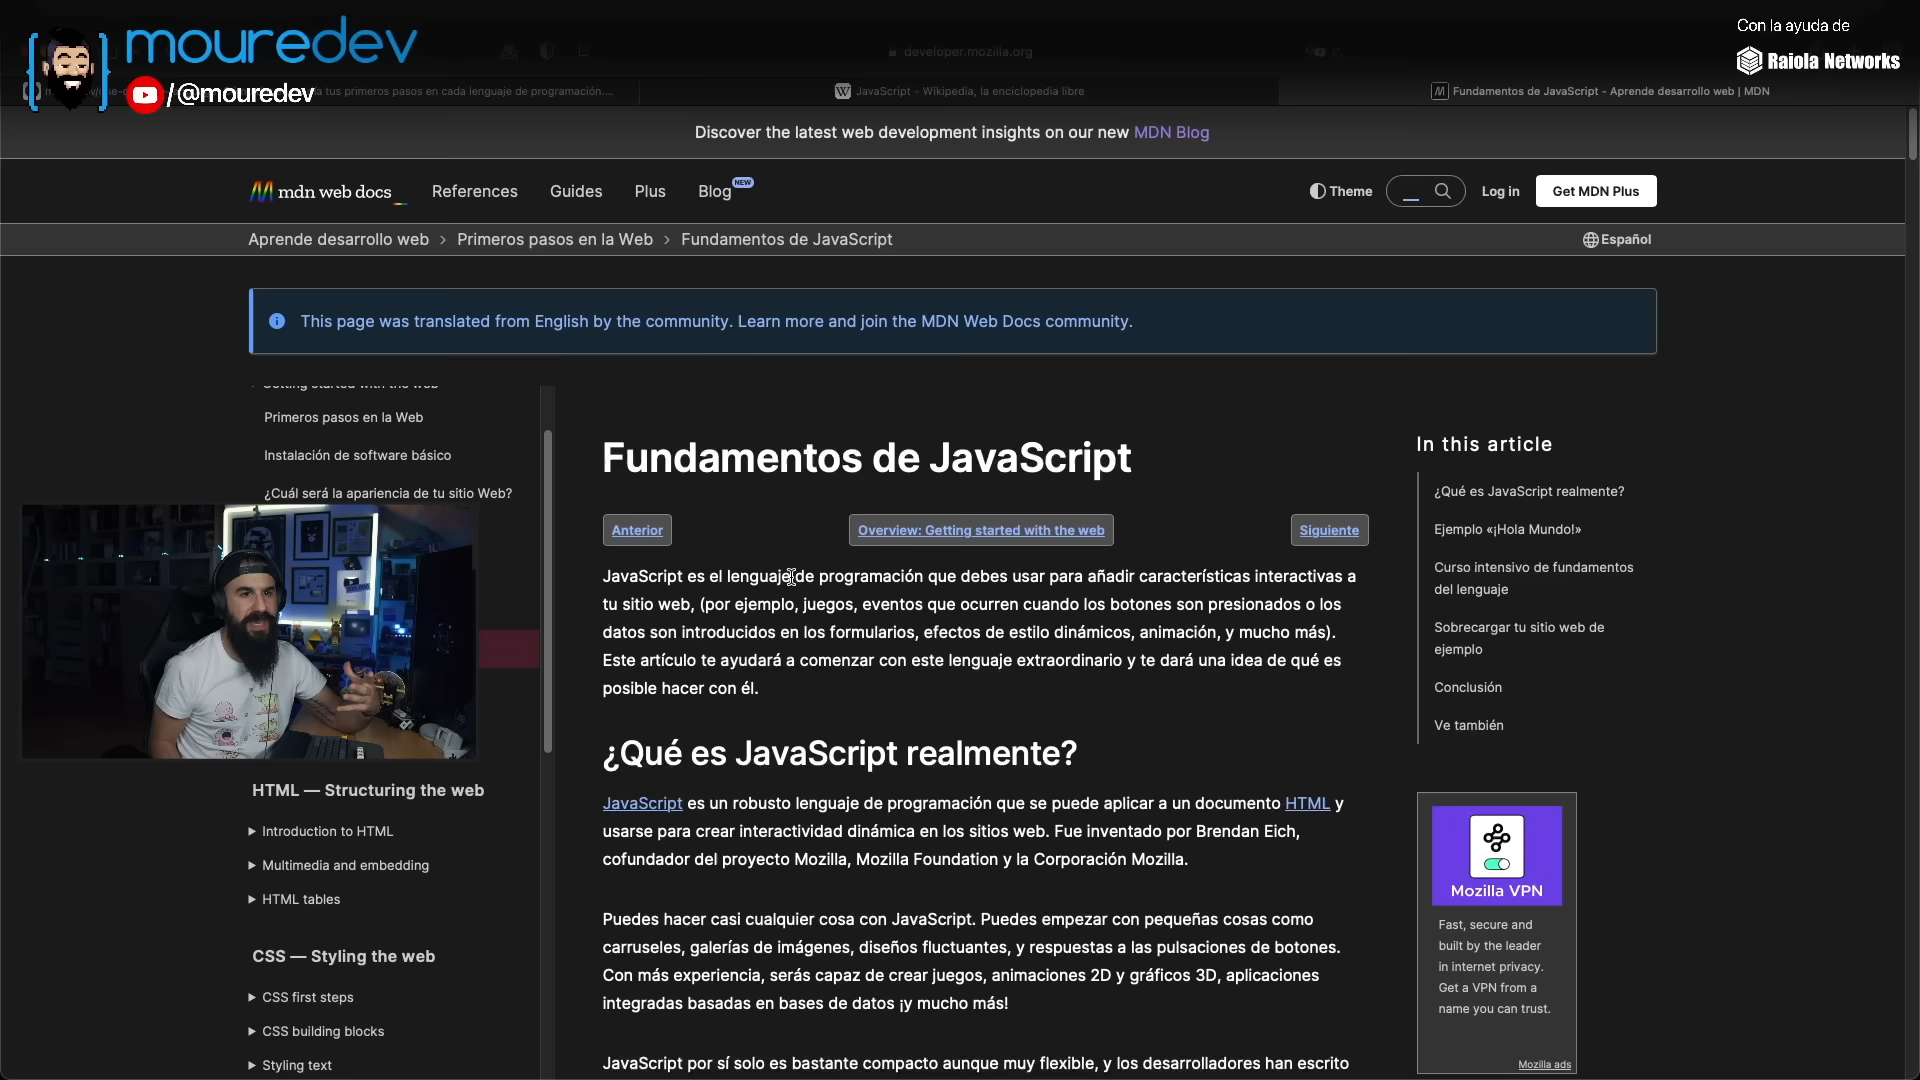 mouredev
/@mouredev
Con la ayuda de
Raiola Networks
developer.mozilla.org
tus primeros pasos en cada lenguaje de programación....
JavaScript - Wikipedia, la enciclopedia libre
Fundamentos de JavaScript - Aprende desarrollo web | MDN
Discover the latest web development insights on our new MDN Blog
mdn web docs
References
Guides
Plus
Blog
NEW
Theme
Log in
Get MDN Plus
Aprende desarrollo web > Primeros pasos en la Web > Fundamentos de JavaScript
Español
This page was translated from English by the community. Learn more and join the MDN Web Docs community.
Getting started with the web
Primeros pasos en la Web
Instalación de software básico
¿Cuál será la apariencia de tu sitio Web?
HTML — Structuring the web
Introduction to HTML
Multimedia and embedding
HTML tables
CSS — Styling the web
CSS first steps
CSS building blocks
Styling text
Fundamentos de JavaScript
Anterior
Overview: Getting started with the web
Siguiente
JavaScript es el lenguaje de programación que debes usar para añadir características interactivas a
tu sitio web, (por ejemplo, juegos, eventos que ocurren cuando los botones son presionados o los
datos son introducidos en los formularios, efectos de estilo dinámicos, animación, y mucho más).
Este artículo te ayudará a comenzar con este lenguaje extraordinario y te dará una idea de qué es
posible hacer con él.
¿Qué es JavaScript realmente?
JavaScript es un robusto lenguaje de programación que se puede aplicar a un documento HTML y
usarse para crear interactividad dinámica en los sitios web. Fue inventado por Brendan Eich,
cofundador del proyecto Mozilla, Mozilla Foundation y la Corporación Mozilla.
Puedes hacer casi cualquier cosa con JavaScript. Puedes empezar con pequeñas cosas como
carruseles, galerías de imágenes, diseños fluctuantes, y respuestas a las pulsaciones de botones.
Con más experiencia, serás capaz de crear juegos, animaciones 2D y gráficos 3D, aplicaciones
integradas basadas en bases de datos ¡y mucho más!
JavaScript por sí solo es bastante compacto aunque muy flexible, y los desarrolladores han escrito
In this article
¿Qué es JavaScript realmente?
Ejemplo «¡Hola Mundo!»
Curso intensivo de fundamentos
del lenguaje
Sobrecargar tu sitio web de
ejemplo
Conclusión
Ve también
Mozilla VPN
Fast, secure and
built by the leader
in internet privacy.
Get a VPN from a
name you can trust.
Mozilla ads